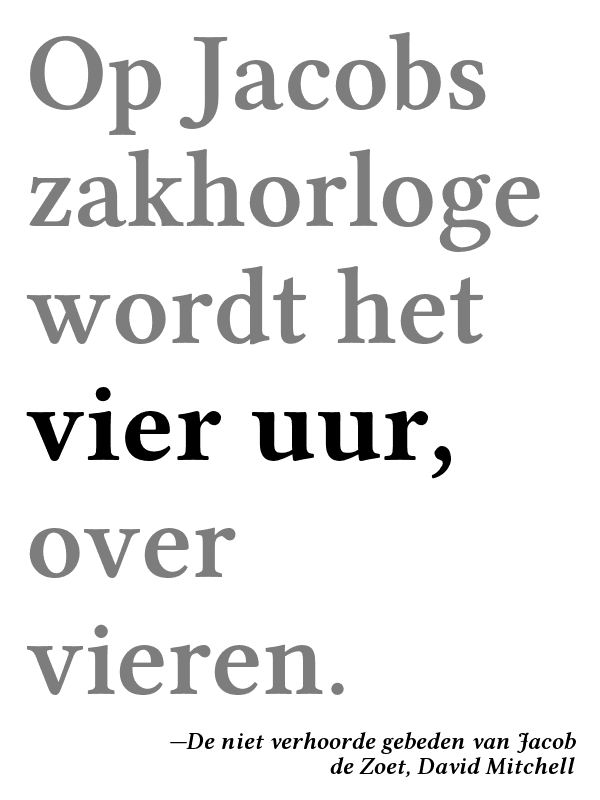 Op Jacobs
zakhorloge
wordt het
vier uur,
over
vieren.
—De niet verhoorde gebeden van Jacob
de Zoet, David Mitchell